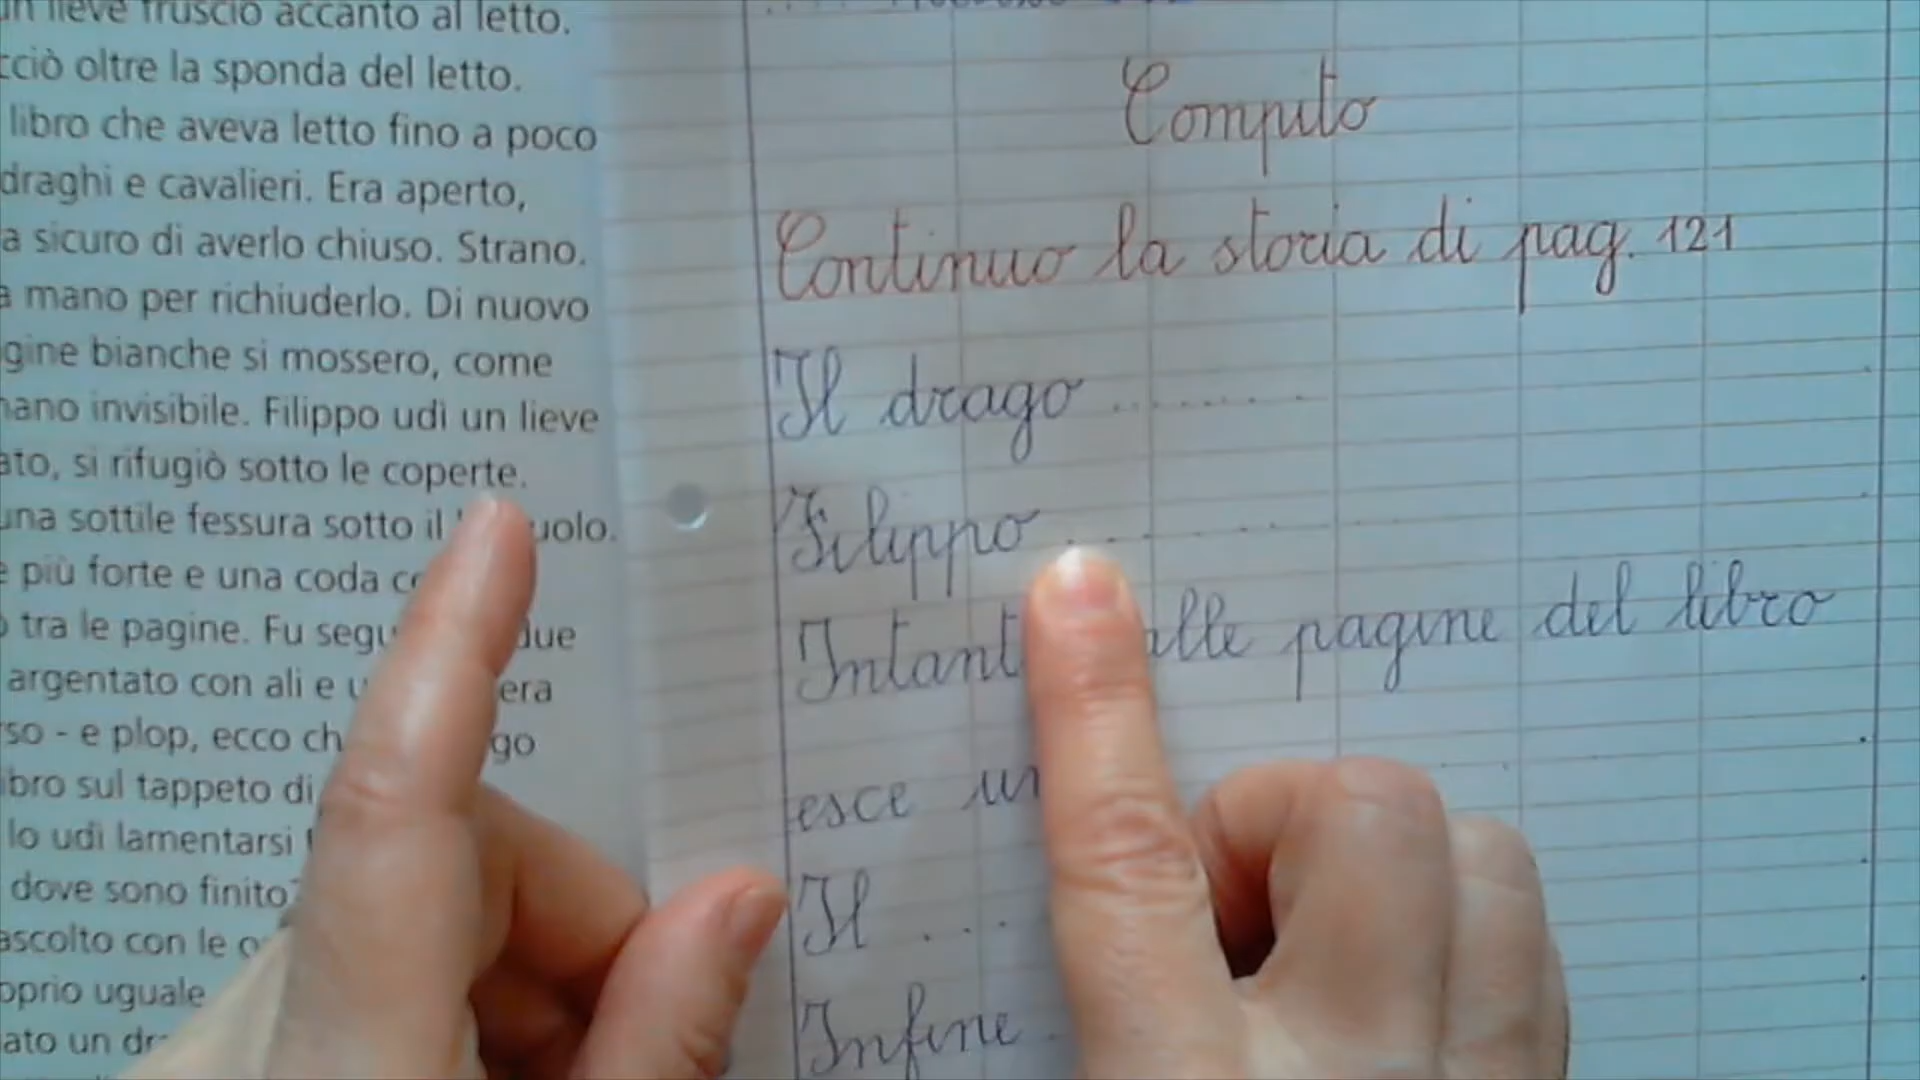 un lieve fruscio accanto al letto.
cciò oltre la sponda del letto.
libro che aveva letto fino a poco
draghi e cavalieri. Era aperto,
a sicuro di averlo chiuso. Strano.
a mano per richiuderlo. Di nuovo
gine bianche si mossero, come
mano invisibile. Filippo udì un lieve
ato, si rifugiò sotto le coperte.
una sottile fessura sotto il uolo.
e più forte e una coda
o tra le pagine. Fu segu due
argentato con ali e era
so - e plop, ecco ch go
ibro sul tappeto di
lo udì lamentarsi
dove sono finito?
ascolto con le o
oprio uguale
ato un dr
Compito
Continuo la storia di pag. 121
Il drago ........
Filippo ........
Intant alle pagine del libro
esce un
Il ...
Infine .